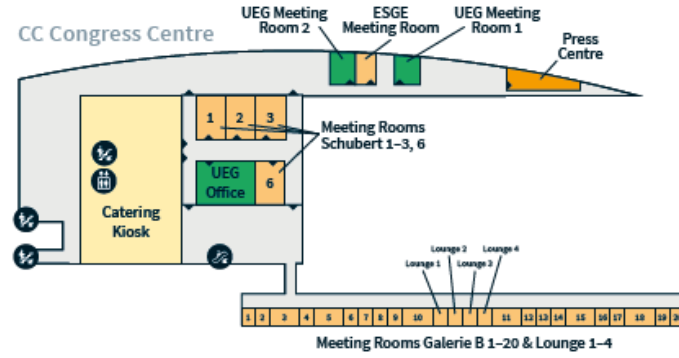 CC Congress Centre
UEG Meeting
Room 2
ESGE
Meeting Room
UEG Meeting
Room 1
Press
Centre
1 2 3
Meeting Rooms
Schubert 1–3, 6
UEG
Office
6
Catering
Kiosk
Lounge 2
Lounge 4
Lounge 1
Lounge 3
1 2 3 4 5 6 7 8 9 10 11 12 13 14 15 16 17 18 19 20
Meeting Rooms Galerie B 1–20 & Lounge 1–4